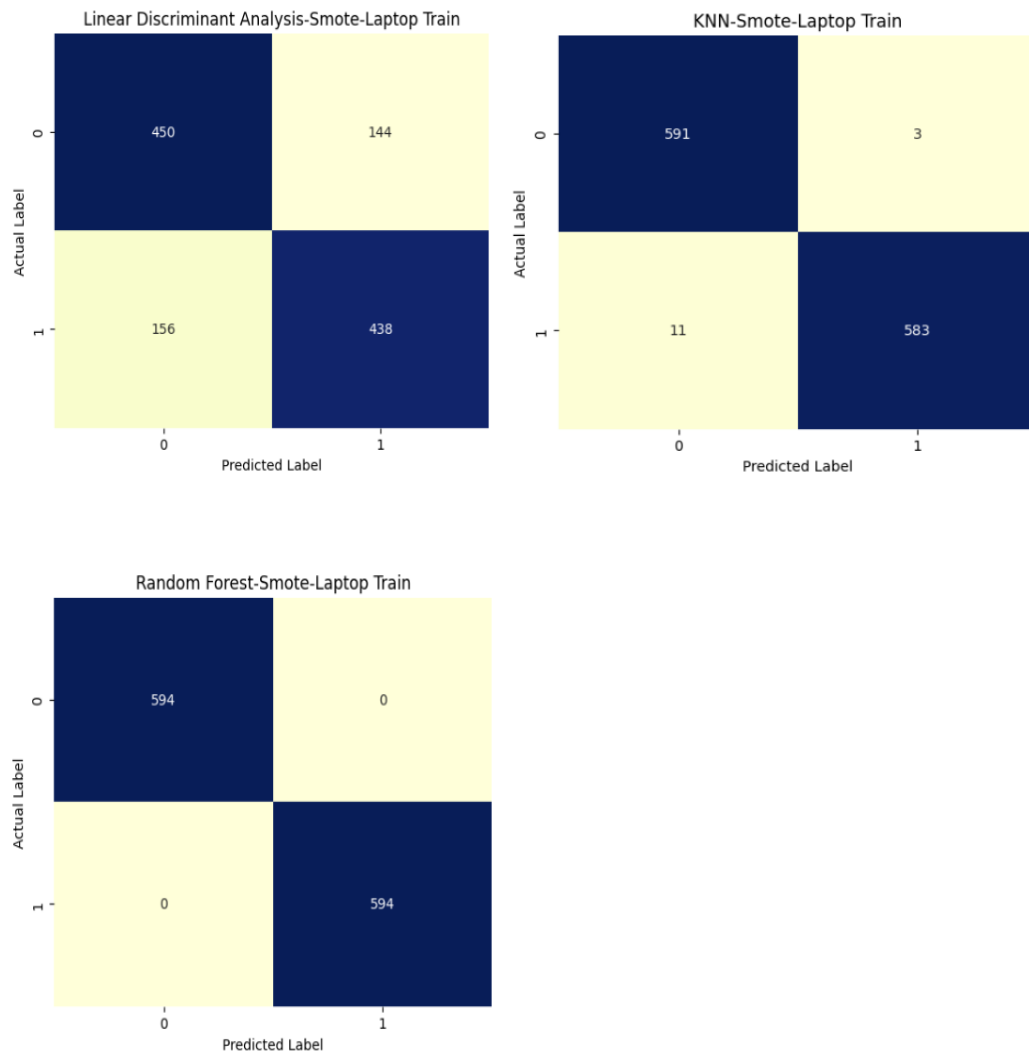 Linear Discriminant Analysis-Smote-Laptop Train
0
450
144
Actual Label
1
156
438
0
1
Predicted Label
KNN-Smote-Laptop Train
0
591
3
Actual Label
1
11
583
0
1
Predicted Label
Random Forest-Smote-Laptop Train
0
594
0
Actual Label
1
0
594
0
1
Predicted Label